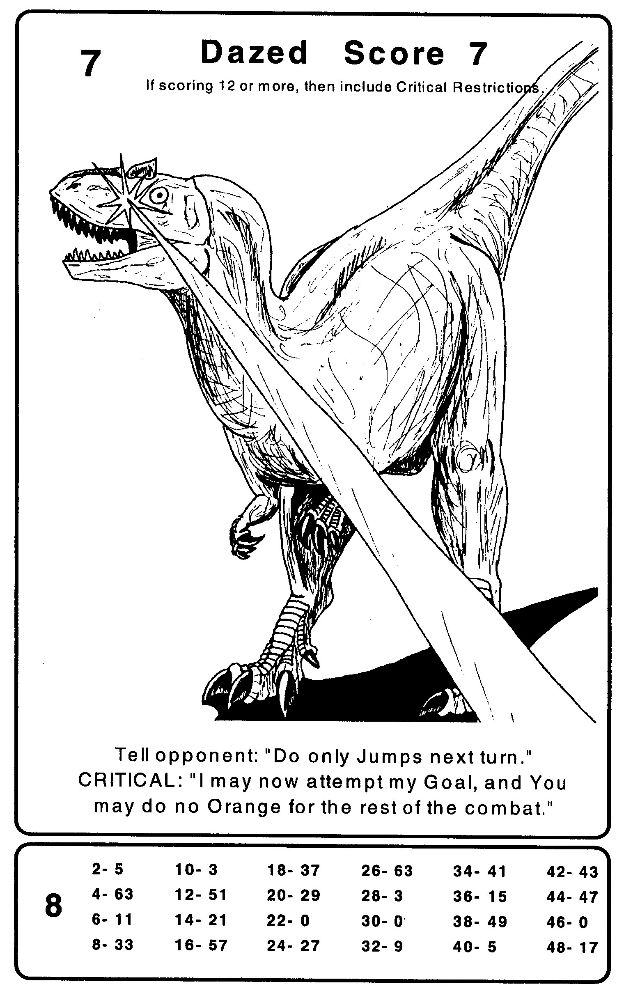 7 Dazed Score 7
If scoring 12 or more, then include Critical Restrictions.
Tell opponent: "Do only Jumps next turn."
CRITICAL: "I may now attempt my Goal, and You
may do no Orange for the rest of the combat."
8
2- 5 10- 3 18- 37 26- 63 34- 41 42- 43
4- 63 12- 51 20- 29 28- 3 36- 15 44- 47
6- 11 14- 21 22- 0 30- 0 38- 49 46- 0
8- 33 16- 57 24- 27 32- 9 40- 5 48- 17